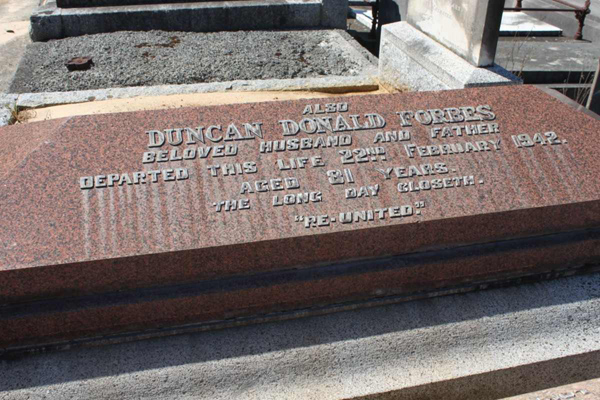 ALSO
DUNCAN DONALD FORBES
BELOVED HUSBAND AND FATHER
DEPARTED THIS LIFE 22ND FEBRUARY 1942.
AGED 81 YEARS.
THE LONG DAY CLOSETH.
"RE-UNITED."